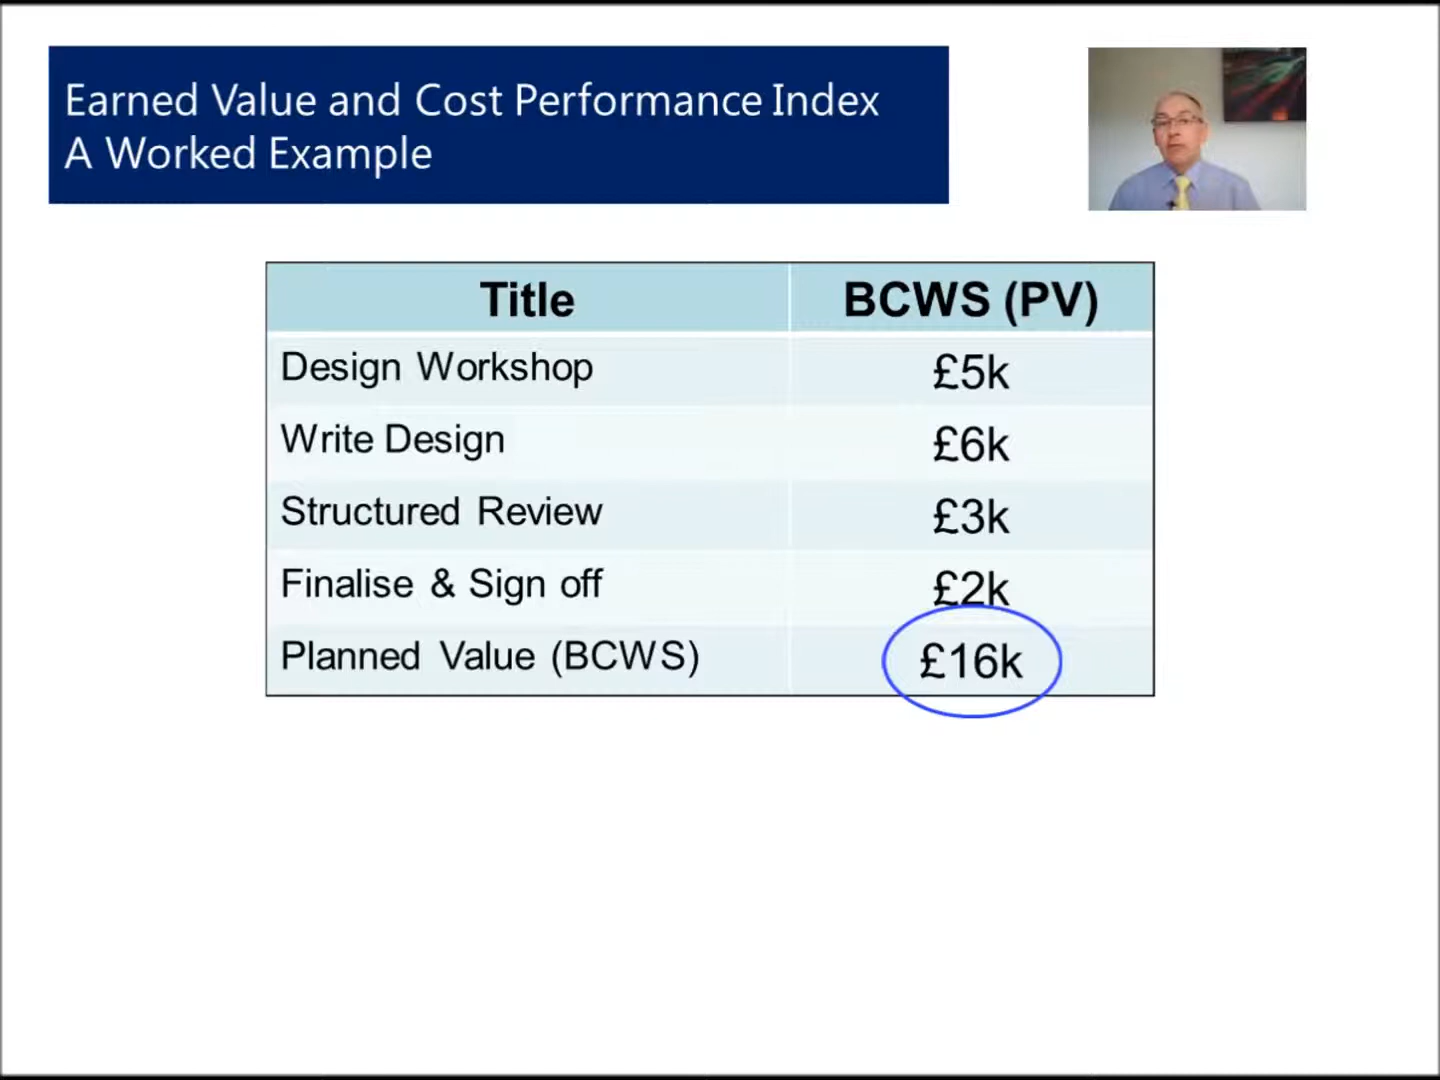 Earned Value and Cost Performance Index
A Worked Example
Title BCWS (PV)
Design Workshop £5k
Write Design £6k
Structured Review £3k
Finalise & Sign off £2k
Planned Value (BCWS) £16k